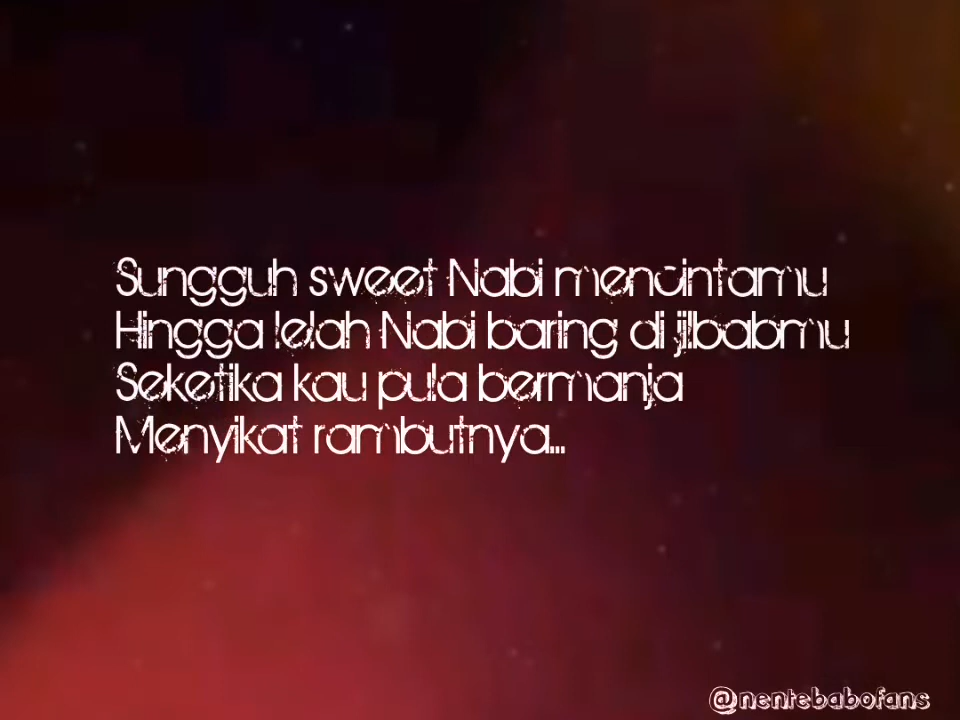 Sungguh sweet Nabi mencintamu
Hingga lelah Nabi baring di jilbabmu
Seketika kau pula bermanja
Menyikat rambutnya...
@nentebabofans